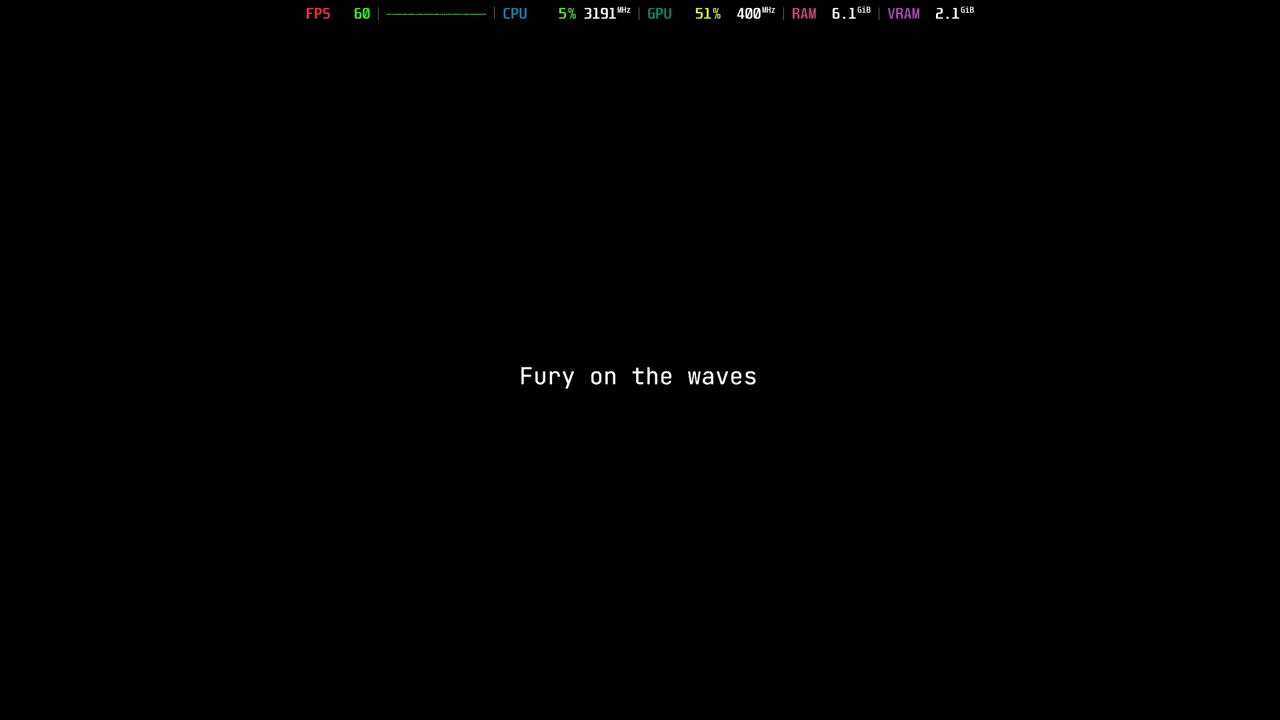 FPS 60 CPU 5% 3191MHz GPU 51% 400MHz RAM 6.1GiB VRAM 2.1GiB
Fury on the waves